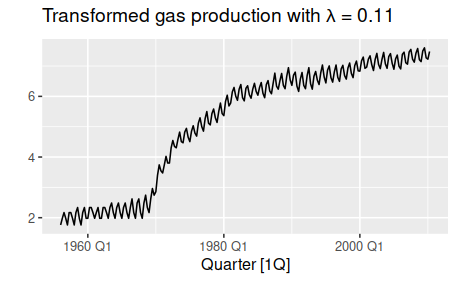 Transformed gas production with λ = 0.11
6
4
2
1960 Q1 1980 Q1 2000 Q1
Quarter [1Q]